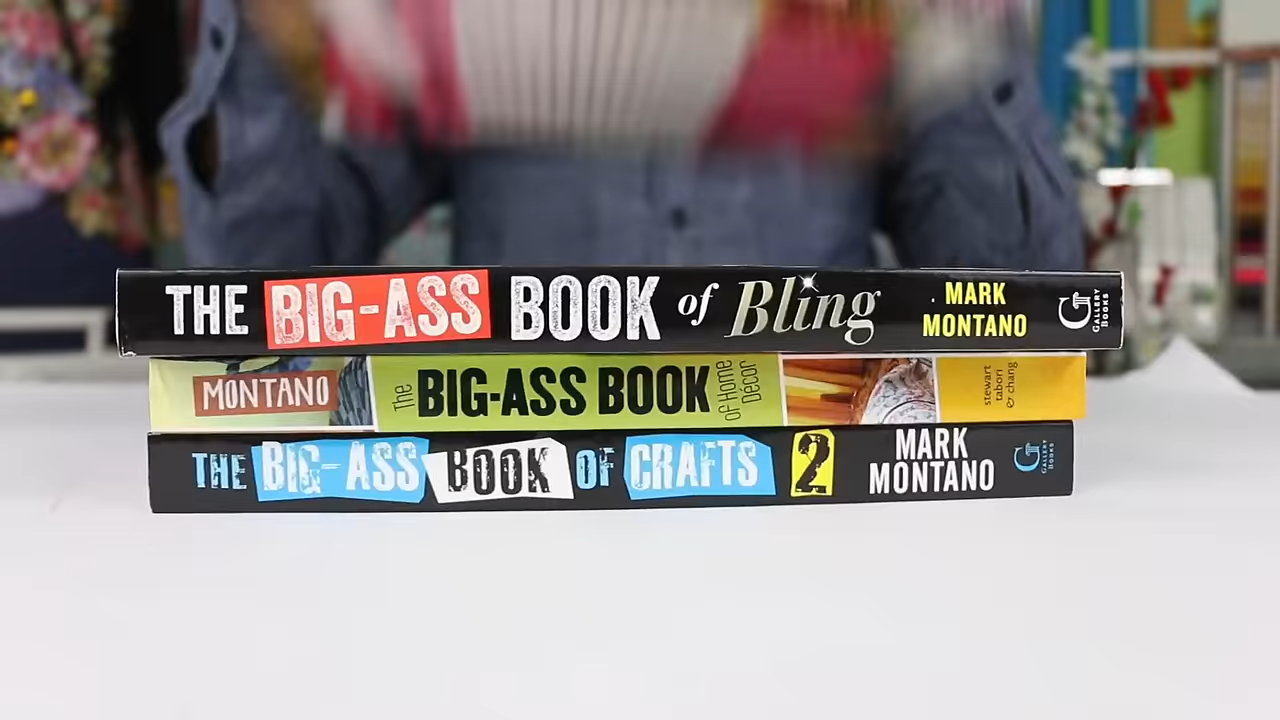 THE BIG-ASS BOOK of Bling MARK MONTANO G GALLERY BOOKS
MONTANO The BIG-ASS BOOK of Home Décor stewart tabori & chang
THE BIG-ASS BOOK OF CRAFTS 2 MARK MONTANO G GALLERY BOOKS